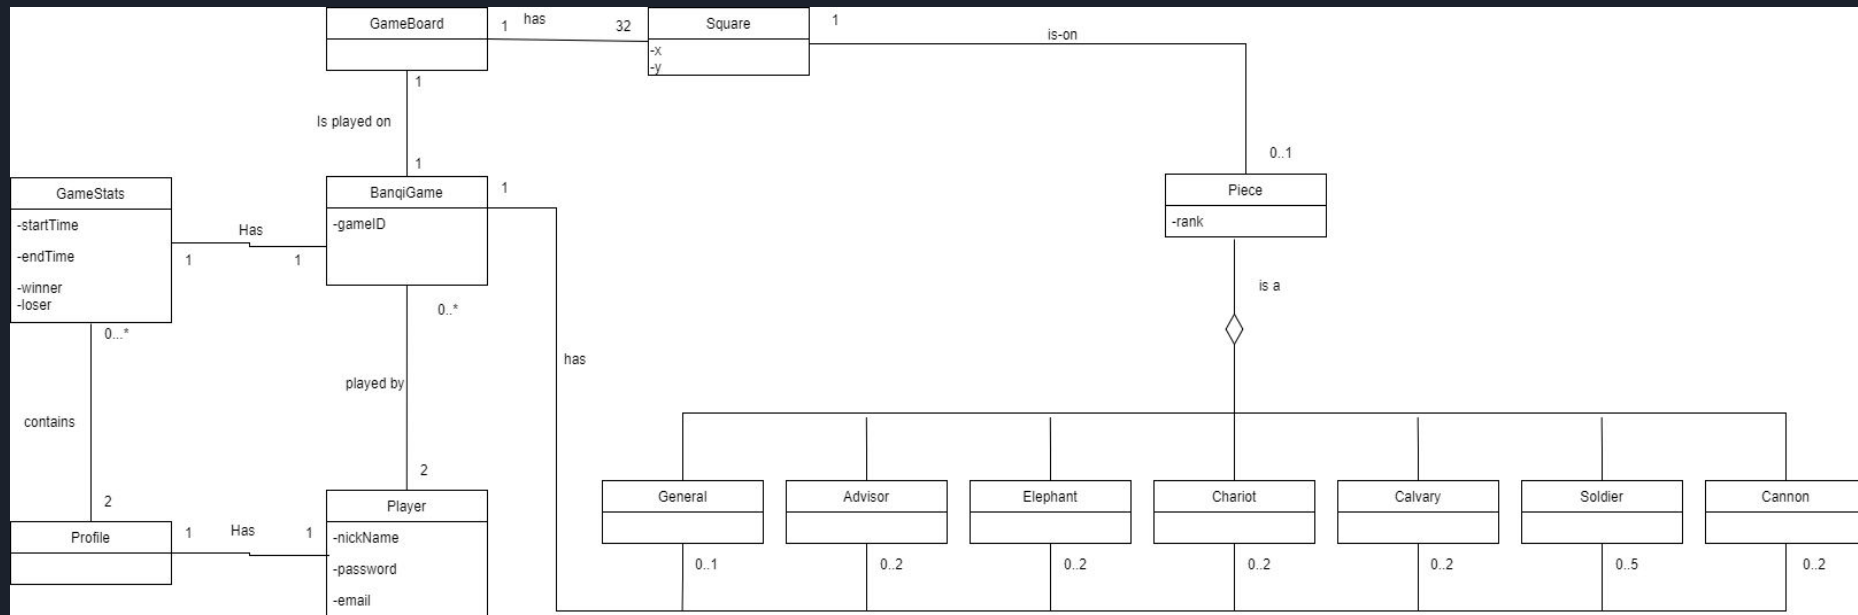 GameBoard
1
has
32
Square
-x
-y
1
is-on
1
Is played on
1
0..1
Piece
-rank
is a
GameStats
-startTime
-endTime
-winner
-loser
Has
1
1
BanqiGame
-gameID
1
0...*
contains
2
0..*
played by
2
has
Profile
1
Has
1
Player
-nickName
-password
-email
General
Advisor
Elephant
Chariot
Calvary
Soldier
Cannon
0..1
0..2
0..2
0..2
0..2
0..5
0..2